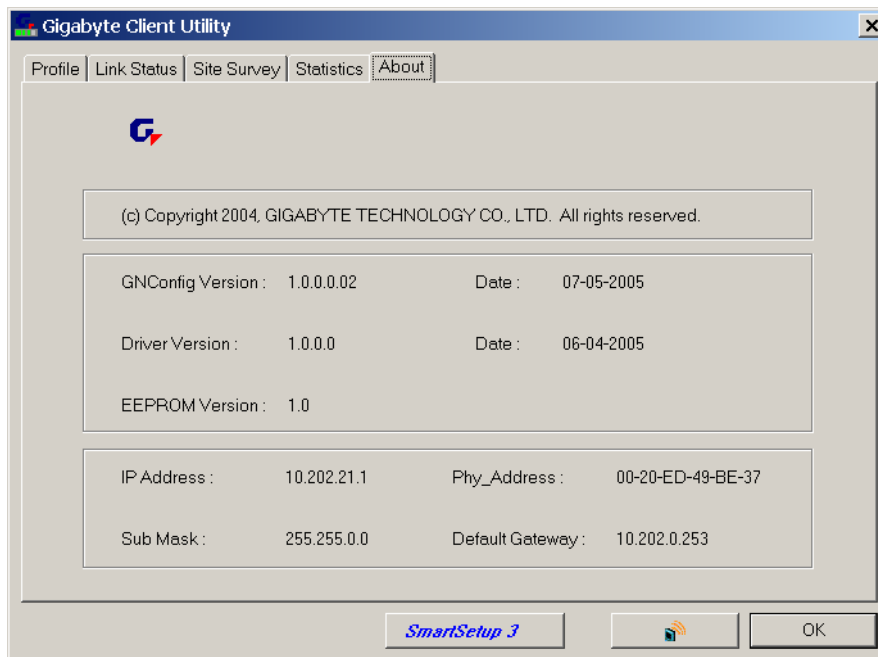 Gigabyte Client Utility
Profile Link Status Site Survey Statistics About
(c) Copyright 2004, GIGABYTE TECHNOLOGY CO., LTD. All rights reserved.
GNConfig Version : 1.0.0.0.02 Date : 07-05-2005
Driver Version : 1.0.0.0 Date : 06-04-2005
EEPROM Version : 1.0
IP Address : 10.202.21.1 Phy_Address : 00-20-ED-49-BE-37
Sub Mask : 255.255.0.0 Default Gateway : 10.202.0.253
SmartSetup 3 OK